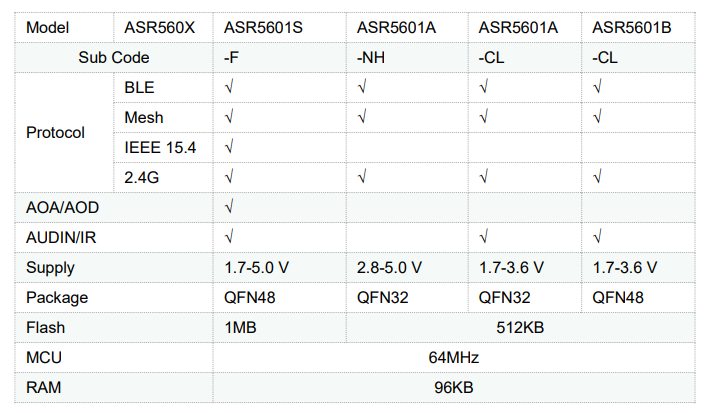 Model ASR560X ASR5601S ASR5601A ASR5601A ASR5601B
Sub Code -F -NH -CL -CL
BLE √ √ √ √
Mesh √ √ √ √
Protocol
IEEE 15.4 √
2.4G √ √ √ √
AOA/AOD √
AUDIN/IR √ √ √
Supply 1.7-5.0 V 2.8-5.0 V 1.7-3.6 V 1.7-3.6 V
Package QFN48 QFN32 QFN32 QFN48
Flash 1MB 512KB
MCU 64MHz
RAM 96KB